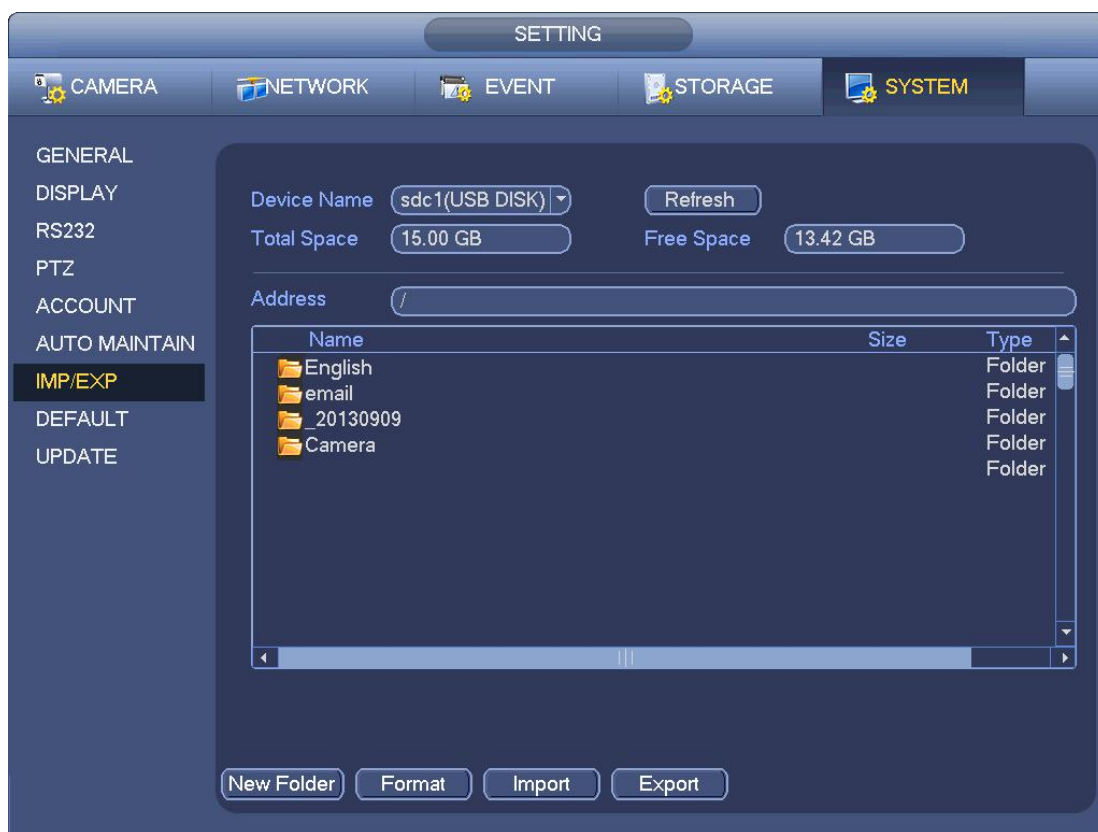 SETTING
CAMERA NETWORK EVENT STORAGE SYSTEM
GENERAL
DISPLAY
RS232
PTZ
ACCOUNT
AUTO MAINTAIN
IMP/EXP
DEFAULT
UPDATE
Device Name sdc1(USB DISK) Refresh
Total Space 15.00 GB Free Space 13.42 GB
Address /
Name Size Type
English Folder
email Folder
_20130909 Folder
Camera Folder
Folder
New Folder Format Import Export